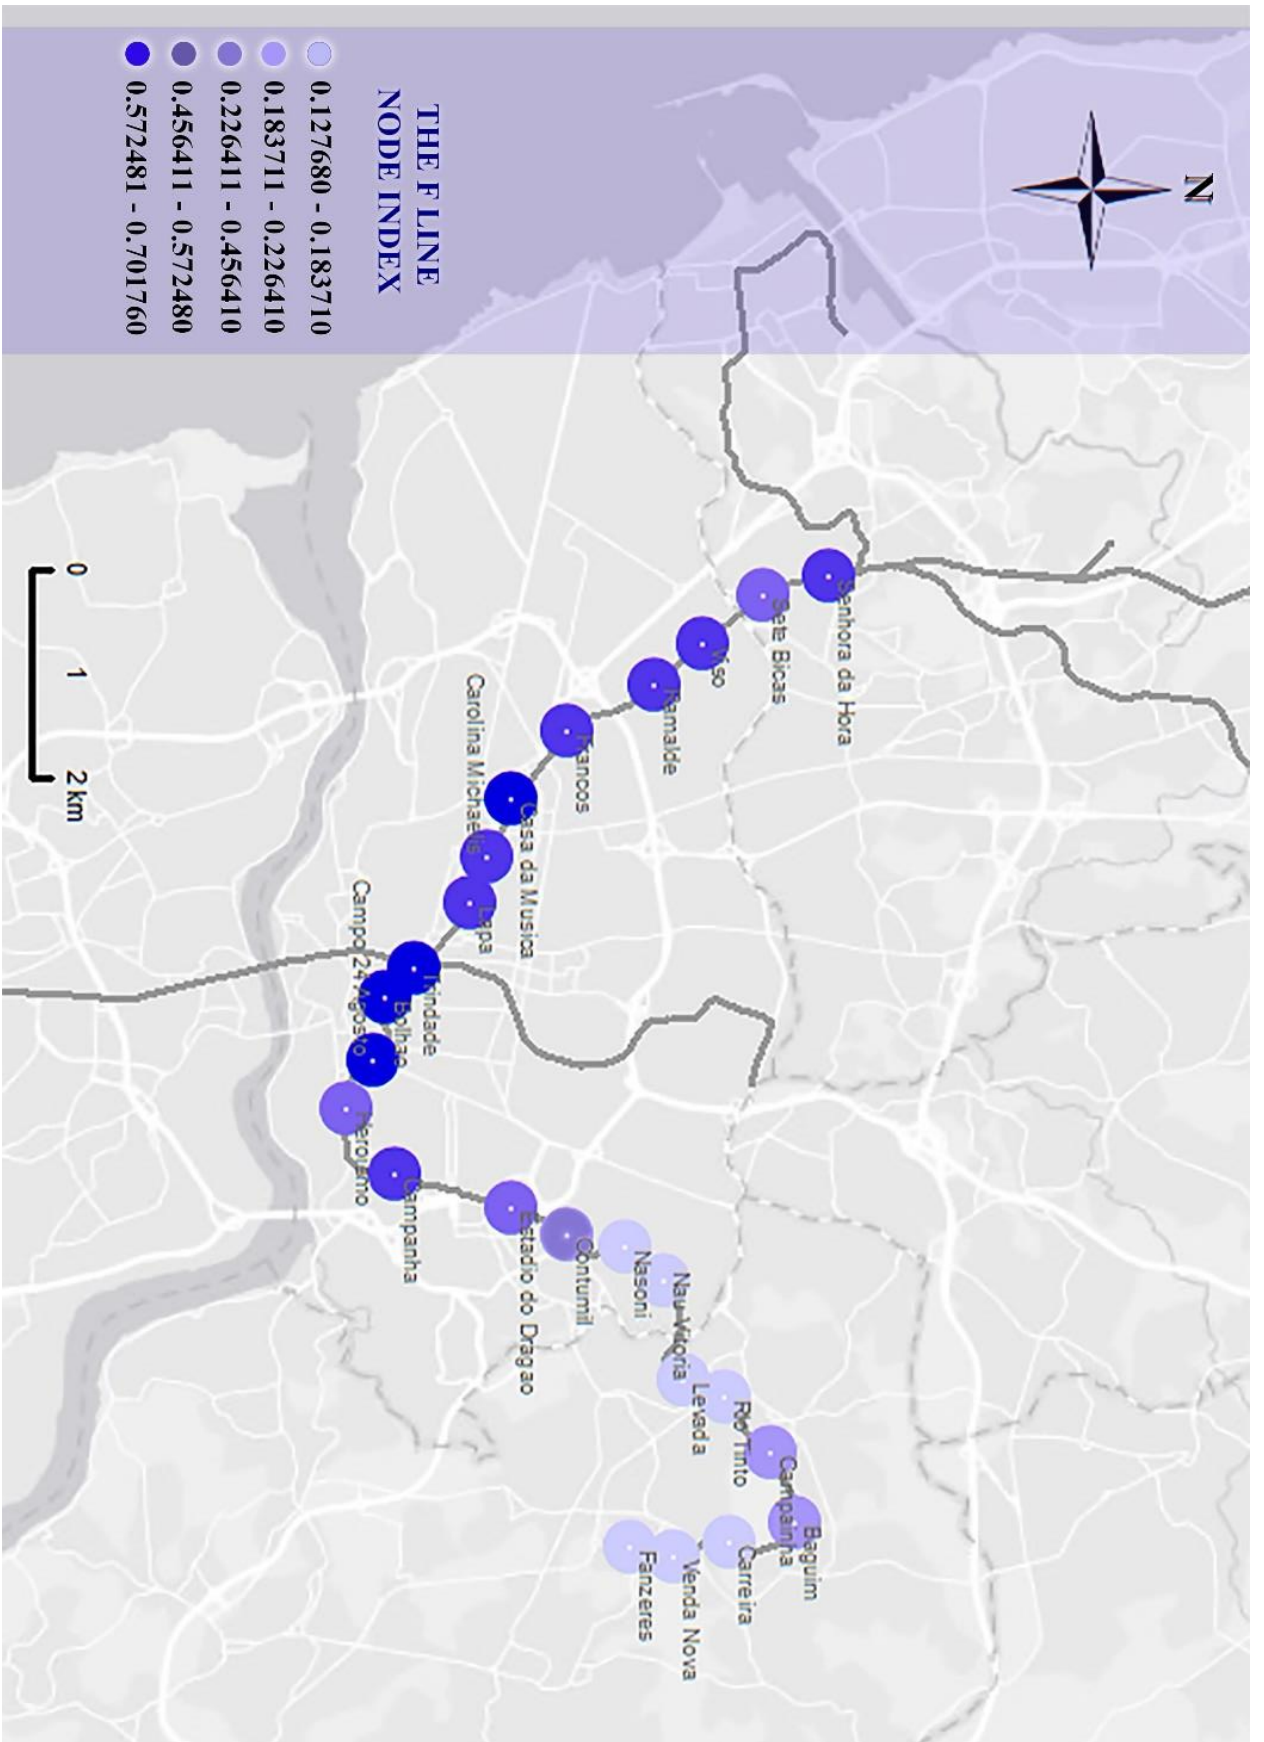 N
THE F LINE
NODE INDEX
0.127680 - 0.183710
0.183711 - 0.226410
0.226411 - 0.456410
0.456411 - 0.572480
0.572481 - 0.701760
Senhora da Hora
Sete Bicas
Viso
Ramalde
Francos
Casa da Musica
Carolina Michaelis
Lapa
Trindade
Bolhao
Campo 24 Agosto
Heroismo
Campanha
Estadio do Dragao
Contumil
Nasoni
Nau Vitoria
Levada
Rio Tinto
Campainha
Baguim
Carreira
Venda Nova
Fanzeres
0 1 2 km